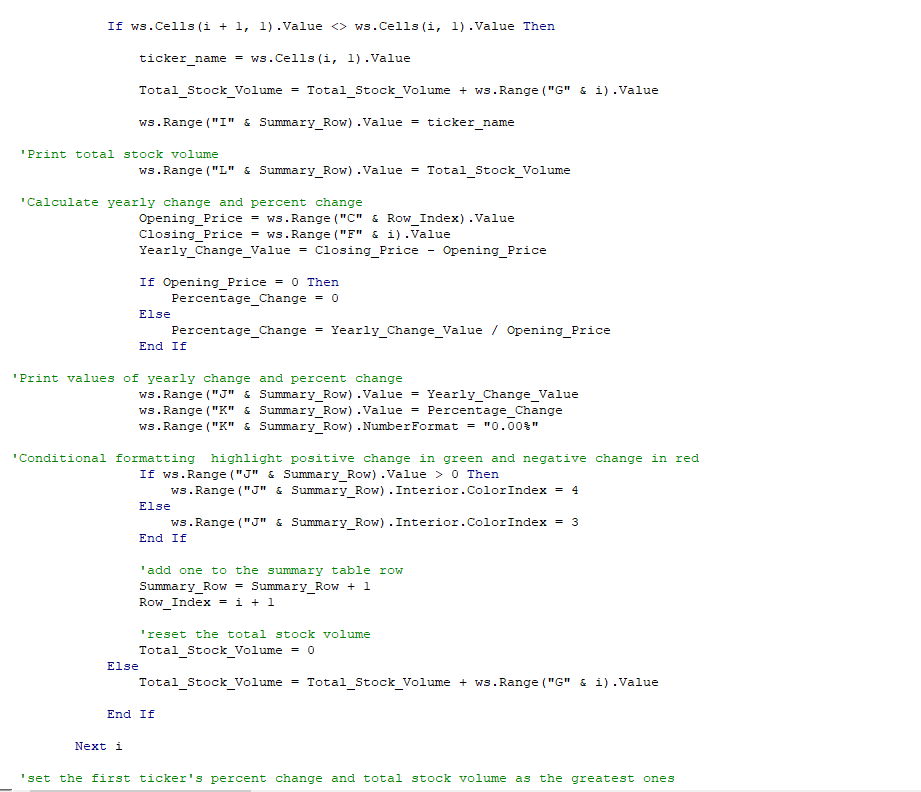 If ws.Cells(i + 1, 1).Value <> ws.Cells(i, 1).Value Then
ticker_name = ws.Cells(i, 1).Value
Total_Stock_Volume = Total_Stock_Volume + ws.Range("G" & i).Value
ws.Range("I" & Summary_Row).Value = ticker_name
'Print total stock volume
ws.Range("L" & Summary_Row).Value = Total_Stock_Volume
'Calculate yearly change and percent change
Opening_Price = ws.Range("C" & Row_Index).Value
Closing_Price = ws.Range("F" & i).Value
Yearly_Change_Value = Closing_Price - Opening_Price
If Opening_Price = 0 Then
Percentage_Change = 0
Else
Percentage_Change = Yearly_Change_Value / Opening_Price
End If
'Print values of yearly change and percent change
ws.Range("J" & Summary_Row).Value = Yearly_Change_Value
ws.Range("K" & Summary_Row).Value = Percentage_Change
ws.Range("K" & Summary_Row).NumberFormat = "0.00%"
'Conditional formatting  highlight positive change in green and negative change in red
If ws.Range("J" & Summary_Row).Value > 0 Then
ws.Range("J" & Summary_Row).Interior.ColorIndex = 4
Else
ws.Range("J" & Summary_Row).Interior.ColorIndex = 3
End If
'add one to the summary table row
Summary_Row = Summary_Row + 1
Row_Index = i + 1
'reset the total stock volume
Total_Stock_Volume = 0
Else
Total_Stock_Volume = Total_Stock_Volume + ws.Range("G" & i).Value
End If
Next i
'set the first ticker's percent change and total stock volume as the greatest ones